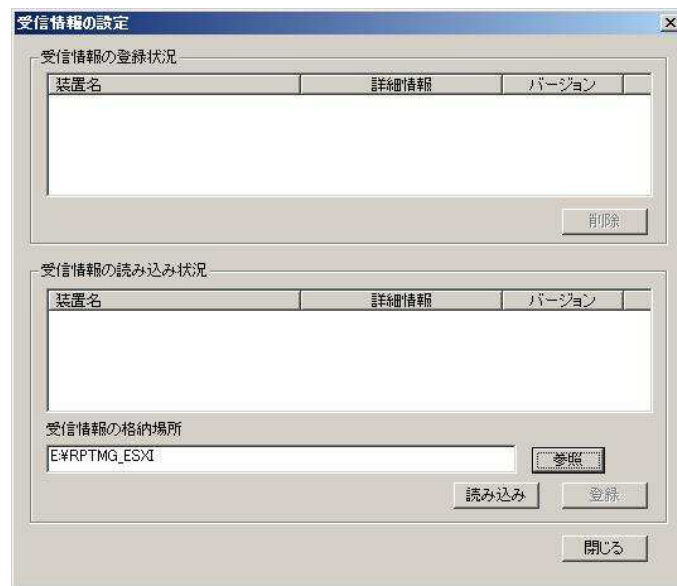 受信情報の設定
受信情報の登録状況
装置名 詳細情報 バージョン
削除
受信情報の読み込み状況
装置名 詳細情報 バージョン
受信情報の格納場所
E:¥RPTMG_ESXI 参照
読み込み 登録
閉じる